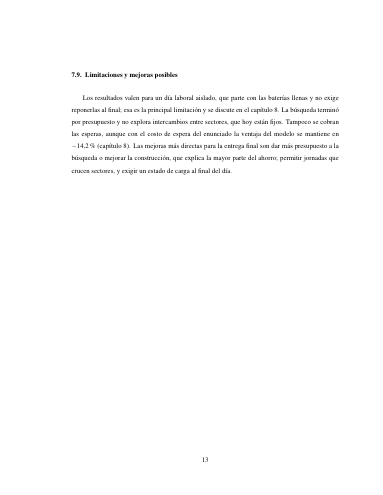 7.9. Limitaciones y mejoras posibles
Los resultados valen para un día laboral aislado, que parte con las baterías llenas y no exige
reponerlas al final; esa es la principal limitación y se discute en el capítulo 8. La búsqueda terminó
por presupuesto y no explora intercambios entre sectores, que hoy están fijos. Tampoco se cobran
las esperas, aunque con el costo de espera del enunciado la ventaja del modelo se mantiene en
−14,2 % (capítulo 8). Las mejoras más directas para la entrega final son dar más presupuesto a la
búsqueda o mejorar la construcción, que explica la mayor parte del ahorro; permitir jornadas que
crucen sectores, y exigir un estado de carga al final del día.
13